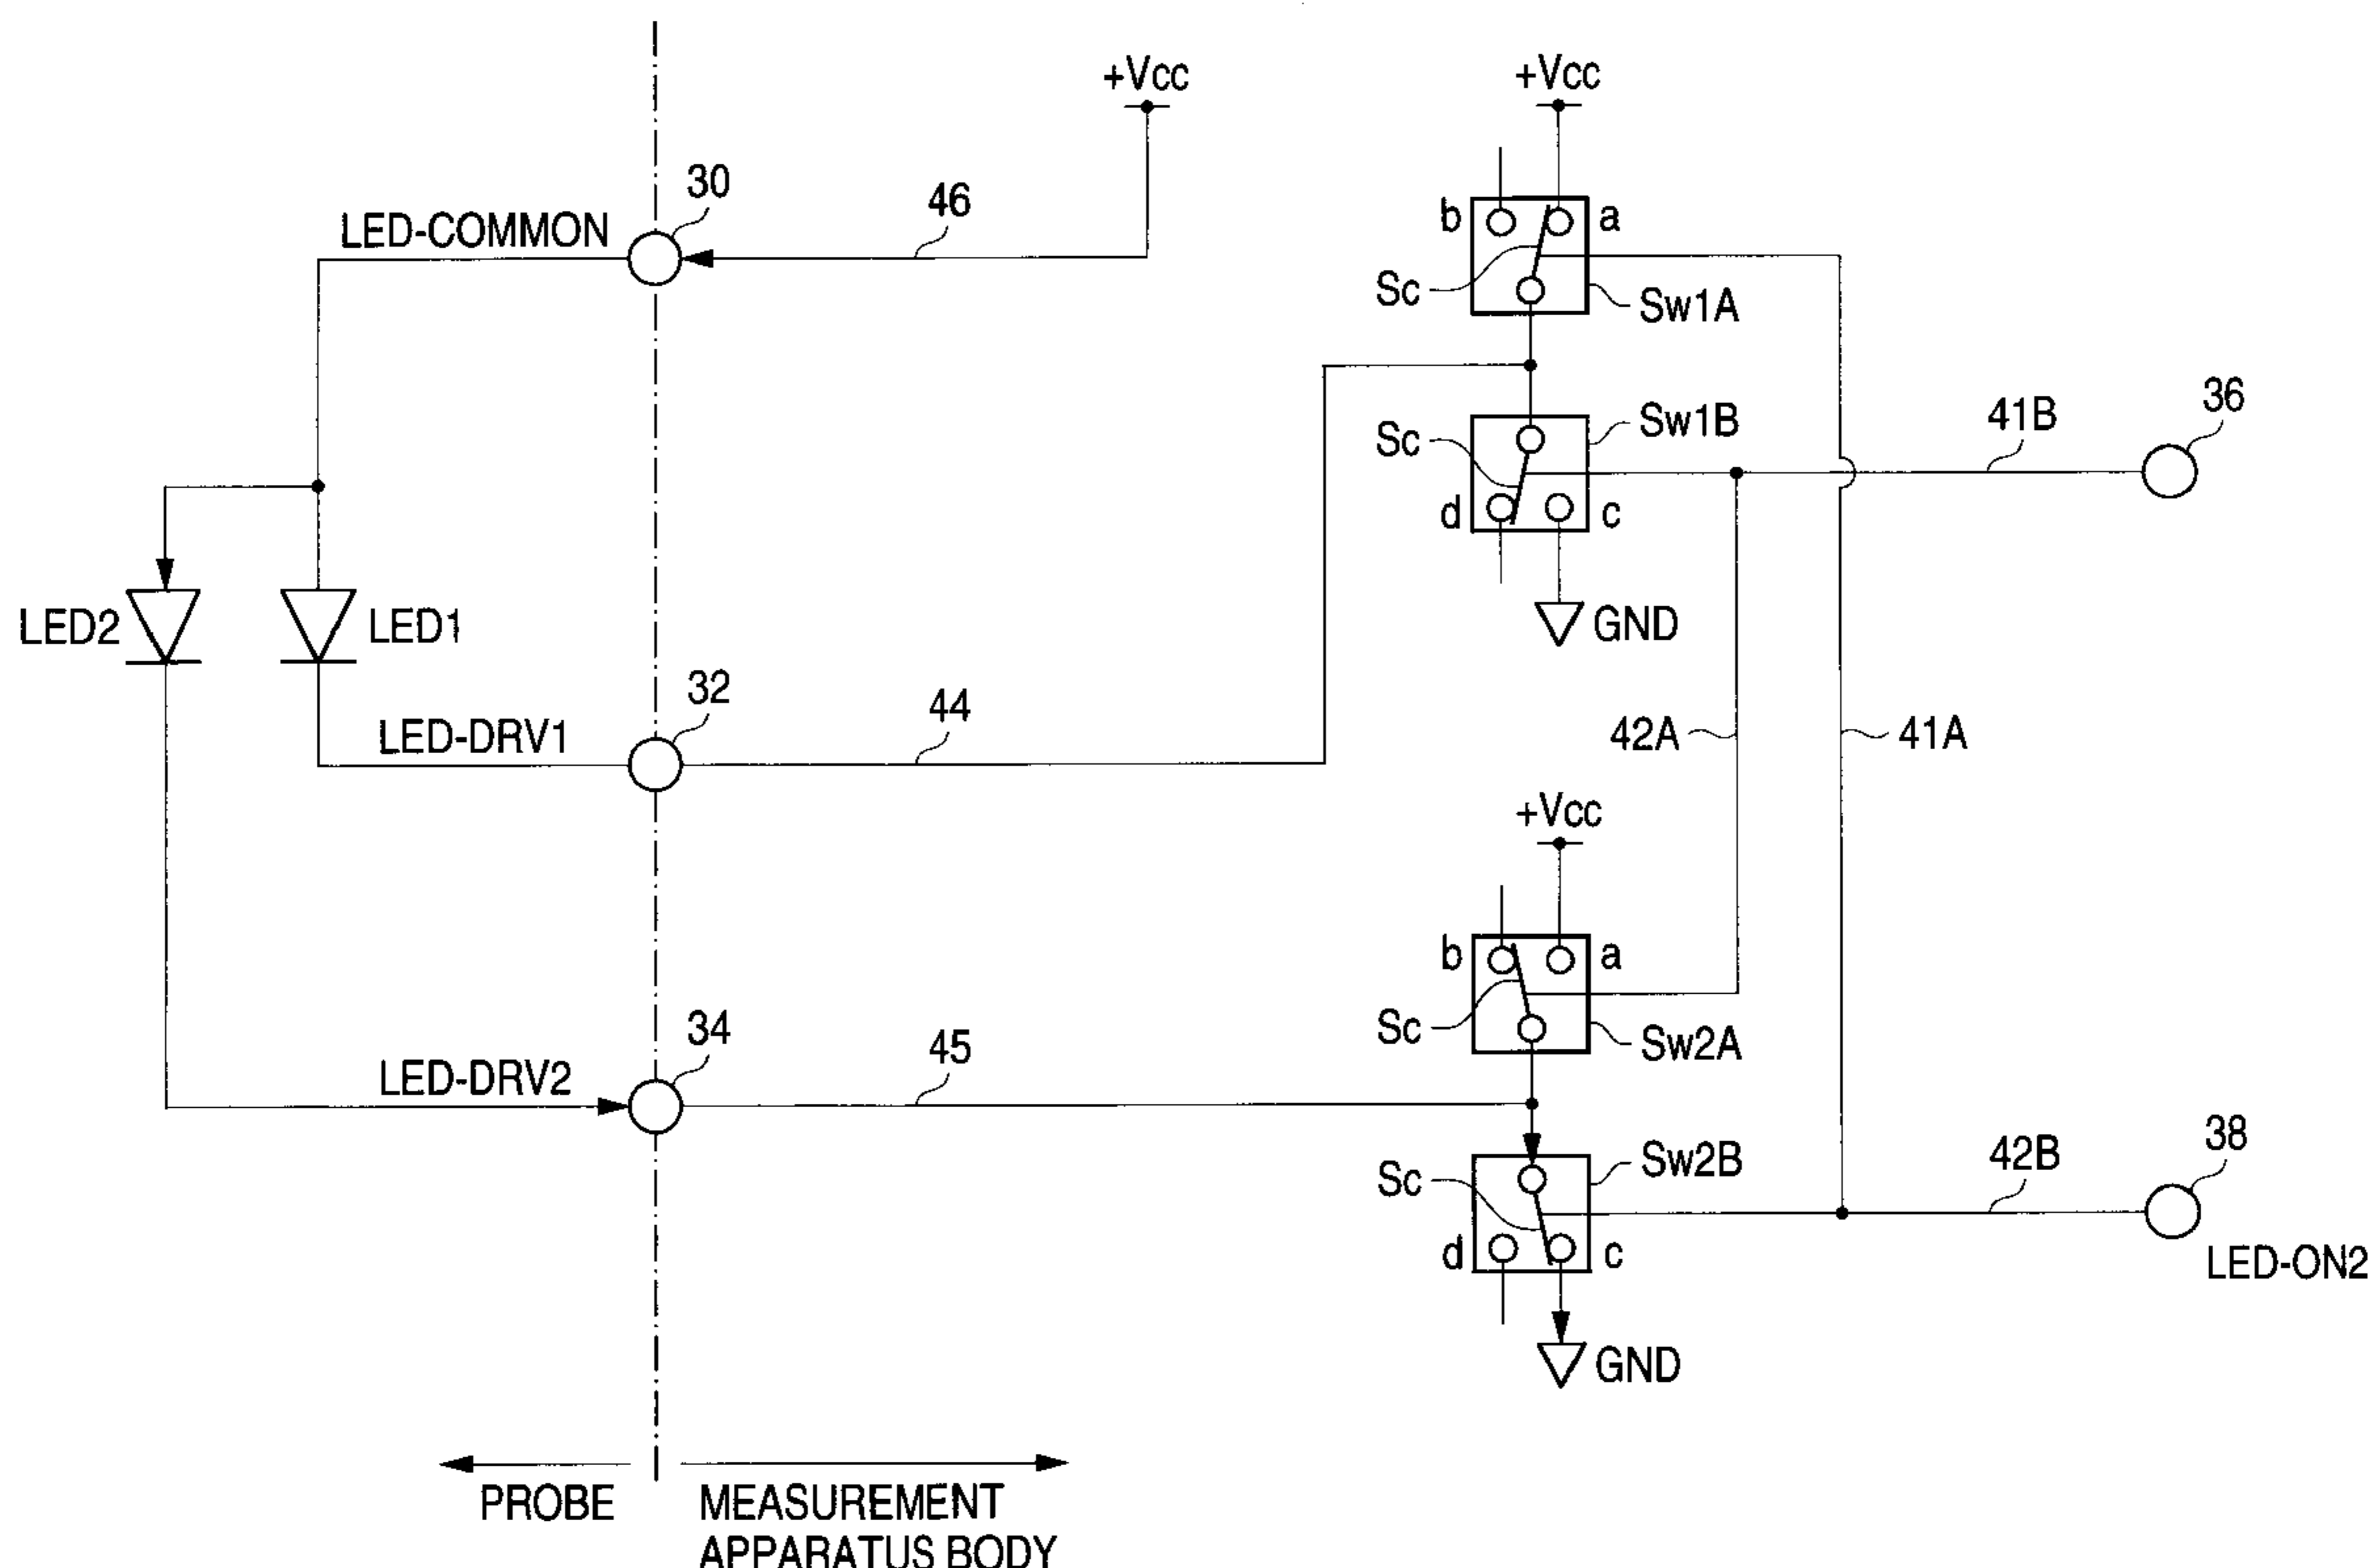 +Vcc
+Vcc
30
46
LED-COMMON
b
a
Sc
Sw1A
36
41B
Sw1B
Sc
d
c
GND
LED2
LED1
32
44
LED-DRV1
42A
41A
+Vcc
b
a
34
45
Sc
Sw2A
LED-DRV2
38
42B
Sw2B
Sc
d
c
LED-ON2
GND
PROBE
MEASUREMENT
APPARATUS BODY